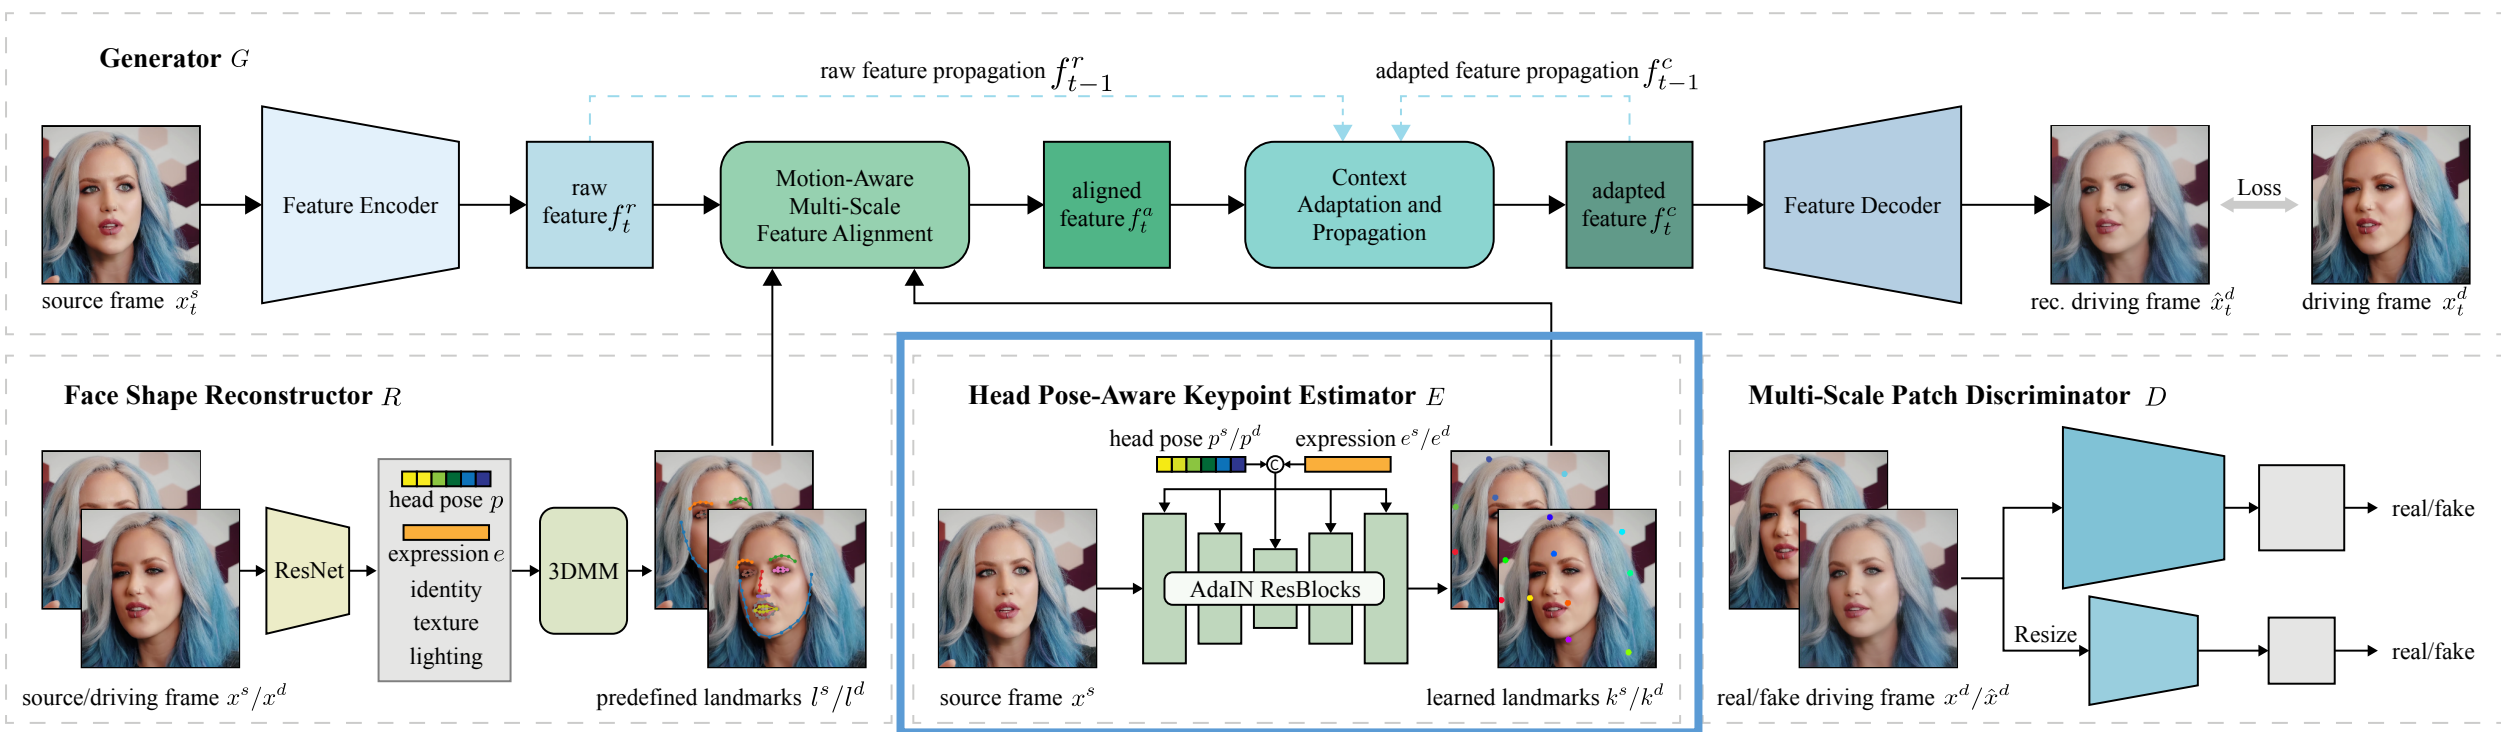 Generator G
raw feature propagation f^r_{t-1}
adapted feature propagation f^c_{t-1}
Feature Encoder
raw
feature f^r_t
Motion-Aware
Multi-Scale
Feature Alignment
aligned
feature f^a_t
Context
Adaptation and
Propagation
adapted
feature f^c_t
Feature Decoder
Loss
source frame x^s_t
rec. driving frame x̂^d_t
driving frame x^d_t
Face Shape Reconstructor R
ResNet
head pose p
expression e
identity
texture
lighting
3DMM
source/driving frame x^s/x^d
predefined landmarks l^s/l^d
Head Pose-Aware Keypoint Estimator E
head pose p^s/p^d
expression e^s/e^d
C
AdaIN ResBlocks
source frame x^s
learned landmarks k^s/k^d
Multi-Scale Patch Discriminator D
real/fake
Resize
real/fake
real/fake driving frame x^d/x̂^d